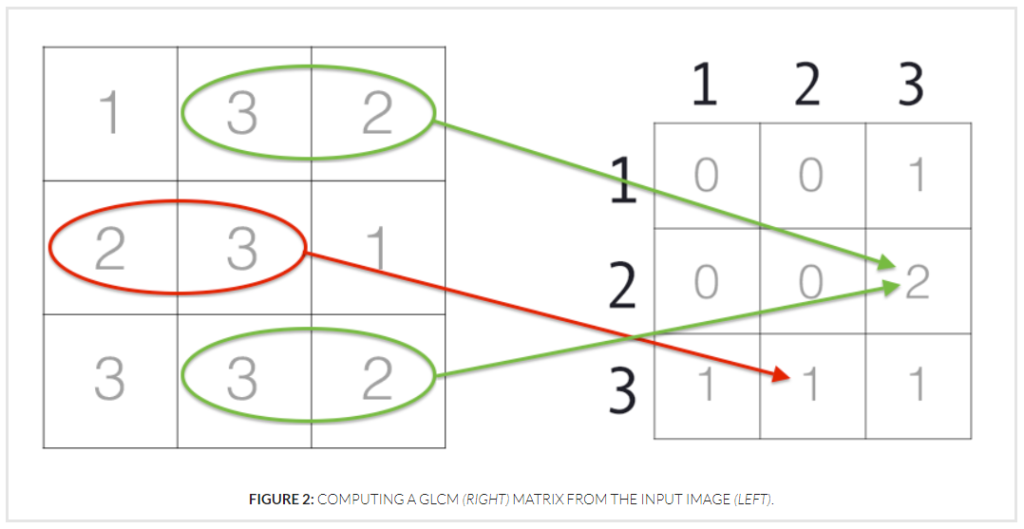 1 3 2
2 3 1
3 3 2
1 2 3
1 0 0 1
2 0 0 2
3 1 1 1
FIGURE 2: COMPUTING A GLCM (RIGHT) MATRIX FROM THE INPUT IMAGE (LEFT).